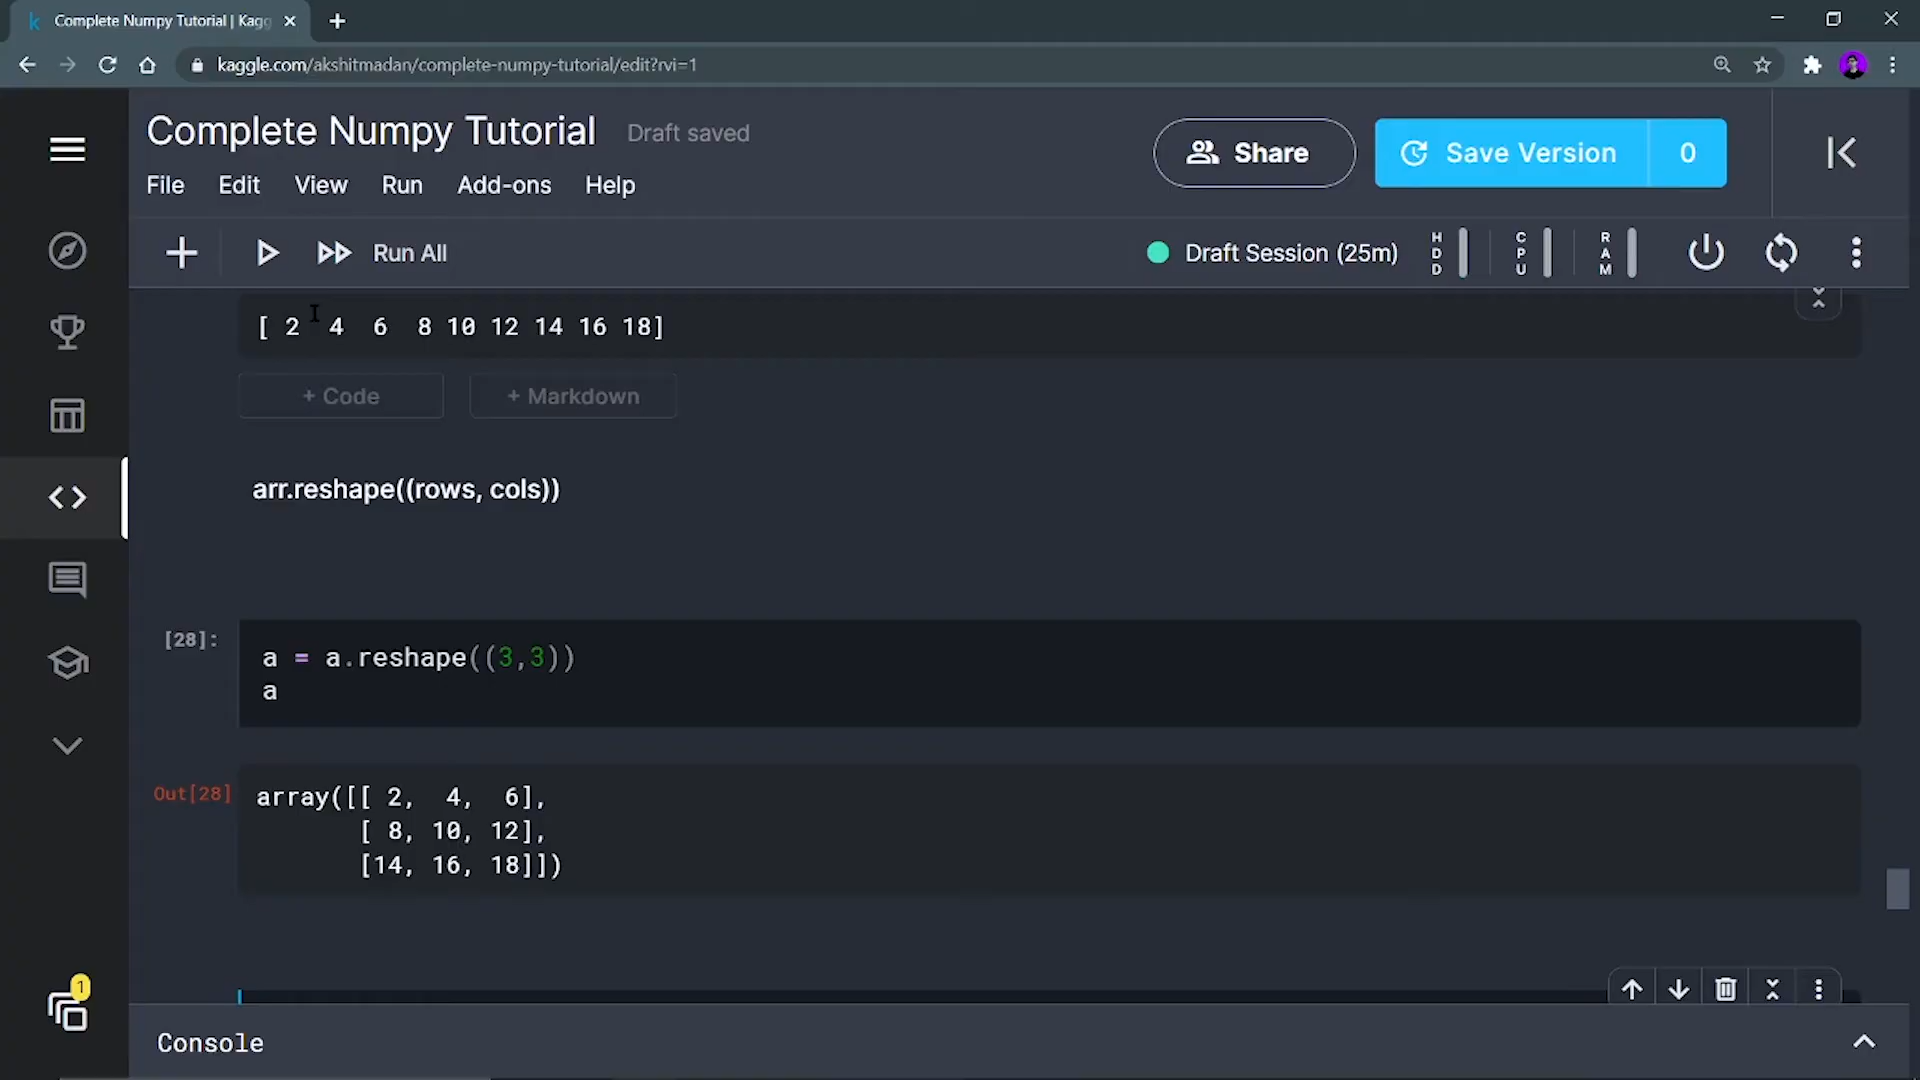 Complete Numpy Tutorial | Kagg
kaggle.com/akshitmadan/complete-numpy-tutorial/edit?rvi=1
Complete Numpy Tutorial Draft saved
Share
Save Version 0
File Edit View Run Add-ons Help
Run All
Draft Session (25m)
HDD
CPU
RAM
[ 2 4 6 8 10 12 14 16 18]
+ Code + Markdown
arr.reshape((rows, cols))
[28]:
a = a.reshape((3,3))
a
Out[28]
array([[ 2, 4, 6],
[ 8, 10, 12],
[14, 16, 18]])
1
Console